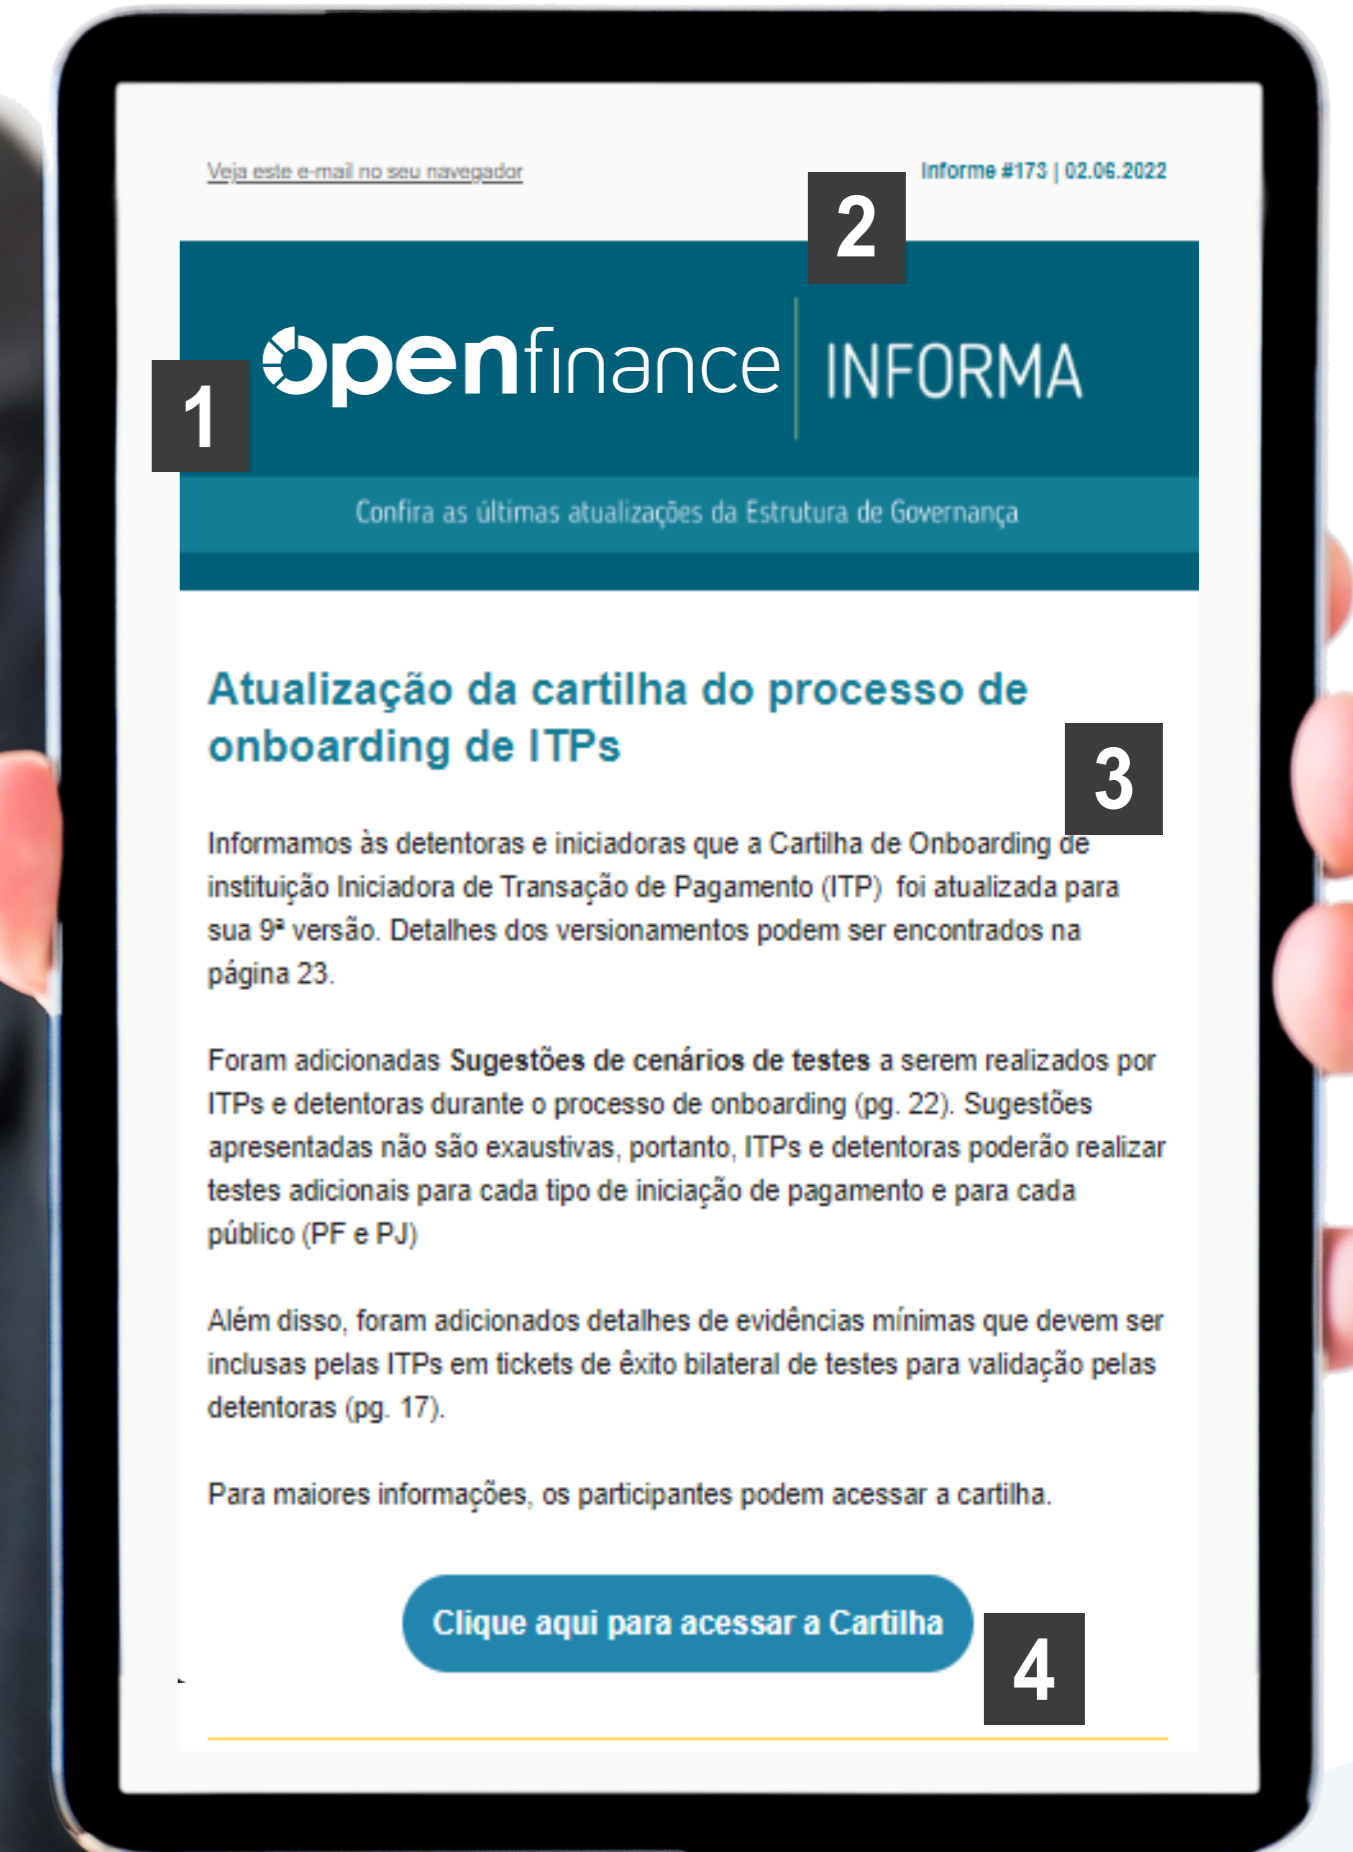 Veja este e-mail no seu navegador
Informe #173 | 02.06.2022
2
openfinance | INFORMA
1
Confira as últimas atualizações da Estrutura de Governança
Atualização da cartilha do processo de
onboarding de ITPs
3
Informamos às detentoras e iniciadoras que a Cartilha de Onboarding de
instituição Iniciadora de Transação de Pagamento (ITP)  foi atualizada para
sua 9ª versão. Detalhes dos versionamentos podem ser encontrados na
página 23.
Foram adicionadas Sugestões de cenários de testes a serem realizados por
ITPs e detentoras durante o processo de onboarding (pg. 22). Sugestões
apresentadas não são exaustivas, portanto, ITPs e detentoras poderão realizar
testes adicionais para cada tipo de iniciação de pagamento e para cada
público (PF e PJ)
Além disso, foram adicionados detalhes de evidências mínimas que devem ser
inclusas pelas ITPs em tickets de êxito bilateral de testes para validação pelas
detentoras (pg. 17).
Para maiores informações, os participantes podem acessar a cartilha.
Clique aqui para acessar a Cartilha
4